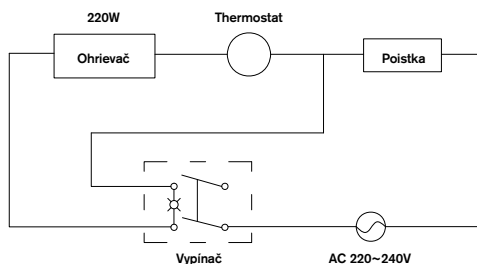 220W
Thermostat
Ohrievač
Poistka
Vypínač
AC 220~240V